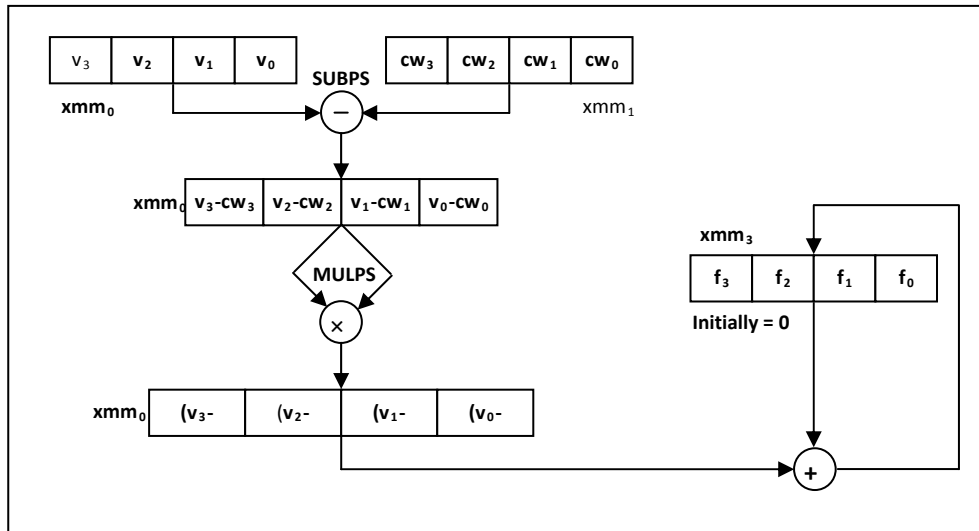 v₃ v₂ v₁ v₀
cw₃ cw₂ cw₁ cw₀
SUBPS
xmm₀
−
xmm₁
xmm₀
v₃-cw₃ v₂-cw₂ v₁-cw₁ v₀-cw₀
MULPS
×
xmm₃
f₃ f₂ f₁ f₀
Initially = 0
xmm₀
(v₃- (v₂- (v₁- (v₀-
+